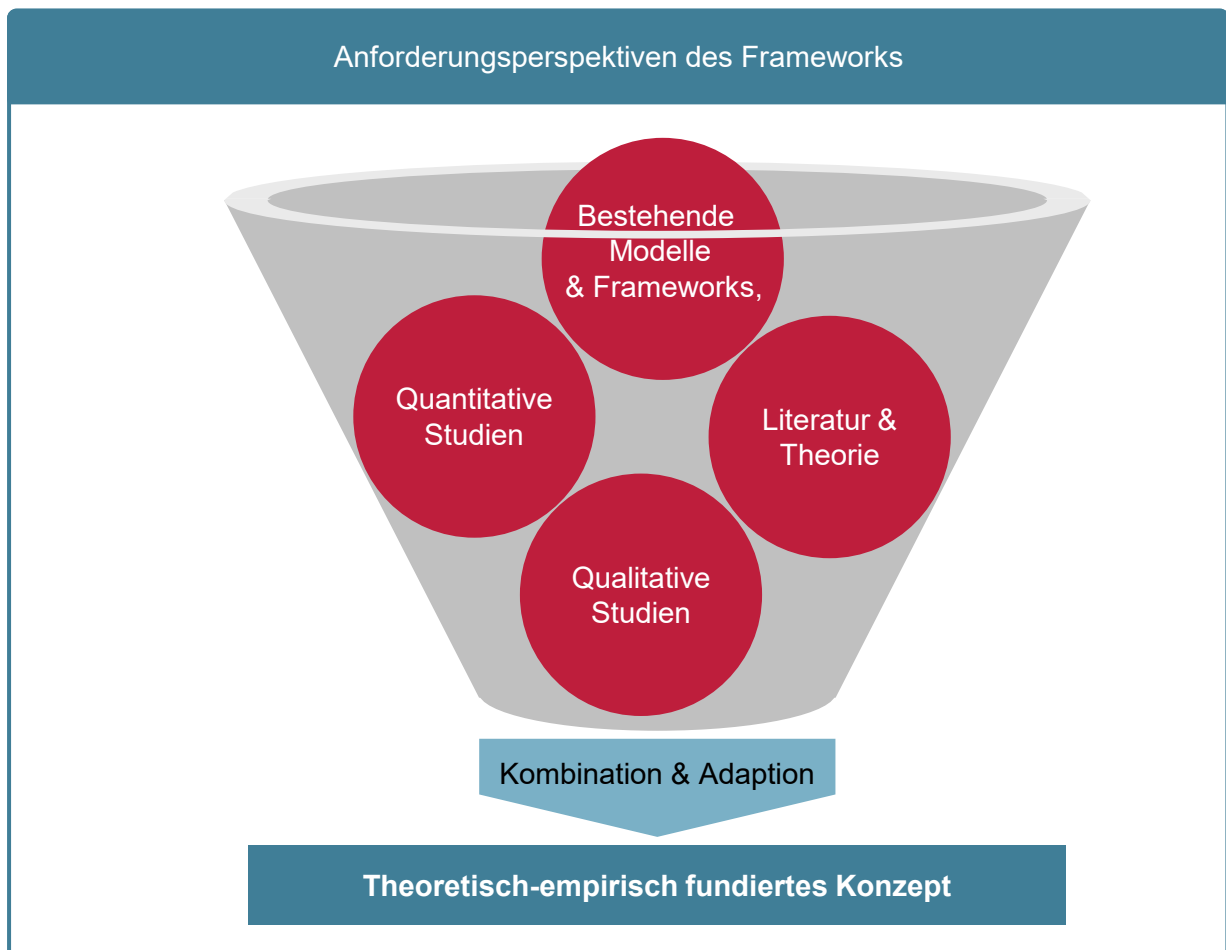 Anforderungsperspektiven des Frameworks
Bestehende
Modelle
& Frameworks,
Quantitative
Studien
Literatur &
Theorie
Qualitative
Studien
Kombination & Adaption
Theoretisch-empirisch fundiertes Konzept